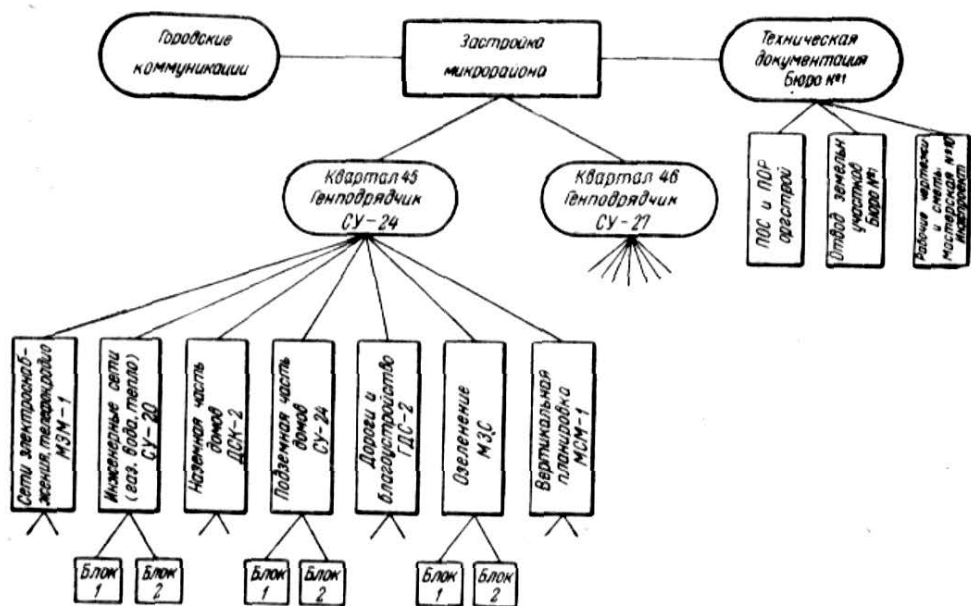 Городские
коммуникации
Застройка
микрорайона
Техническая
документация
Бюро №1
Квартал 45
Генподрядчик
СУ-24
Квартал 46
Генподрядчик
СУ-27
ПОС и ПОР
оргстрой
Отвод земельн
участков
Бюро №1
Рабочие чертежи
и сметы.
Мастерская №10
Сети электроснаб-
жения, телерокрадио
МЭМ-1
Инженерные сети
(газ. вода, тепло)
СУ-20
Наземная часть
домов
ДСК-2
Подземная часть
домов
СУ-24
Дороги и
благоустройство
ГДС-2
Озеленение
МЗС
Вертикальная
планировка
МСМ-1
Блок
1
Блок
2
Блок
1
Блок
2
Блок
1
Блок
2